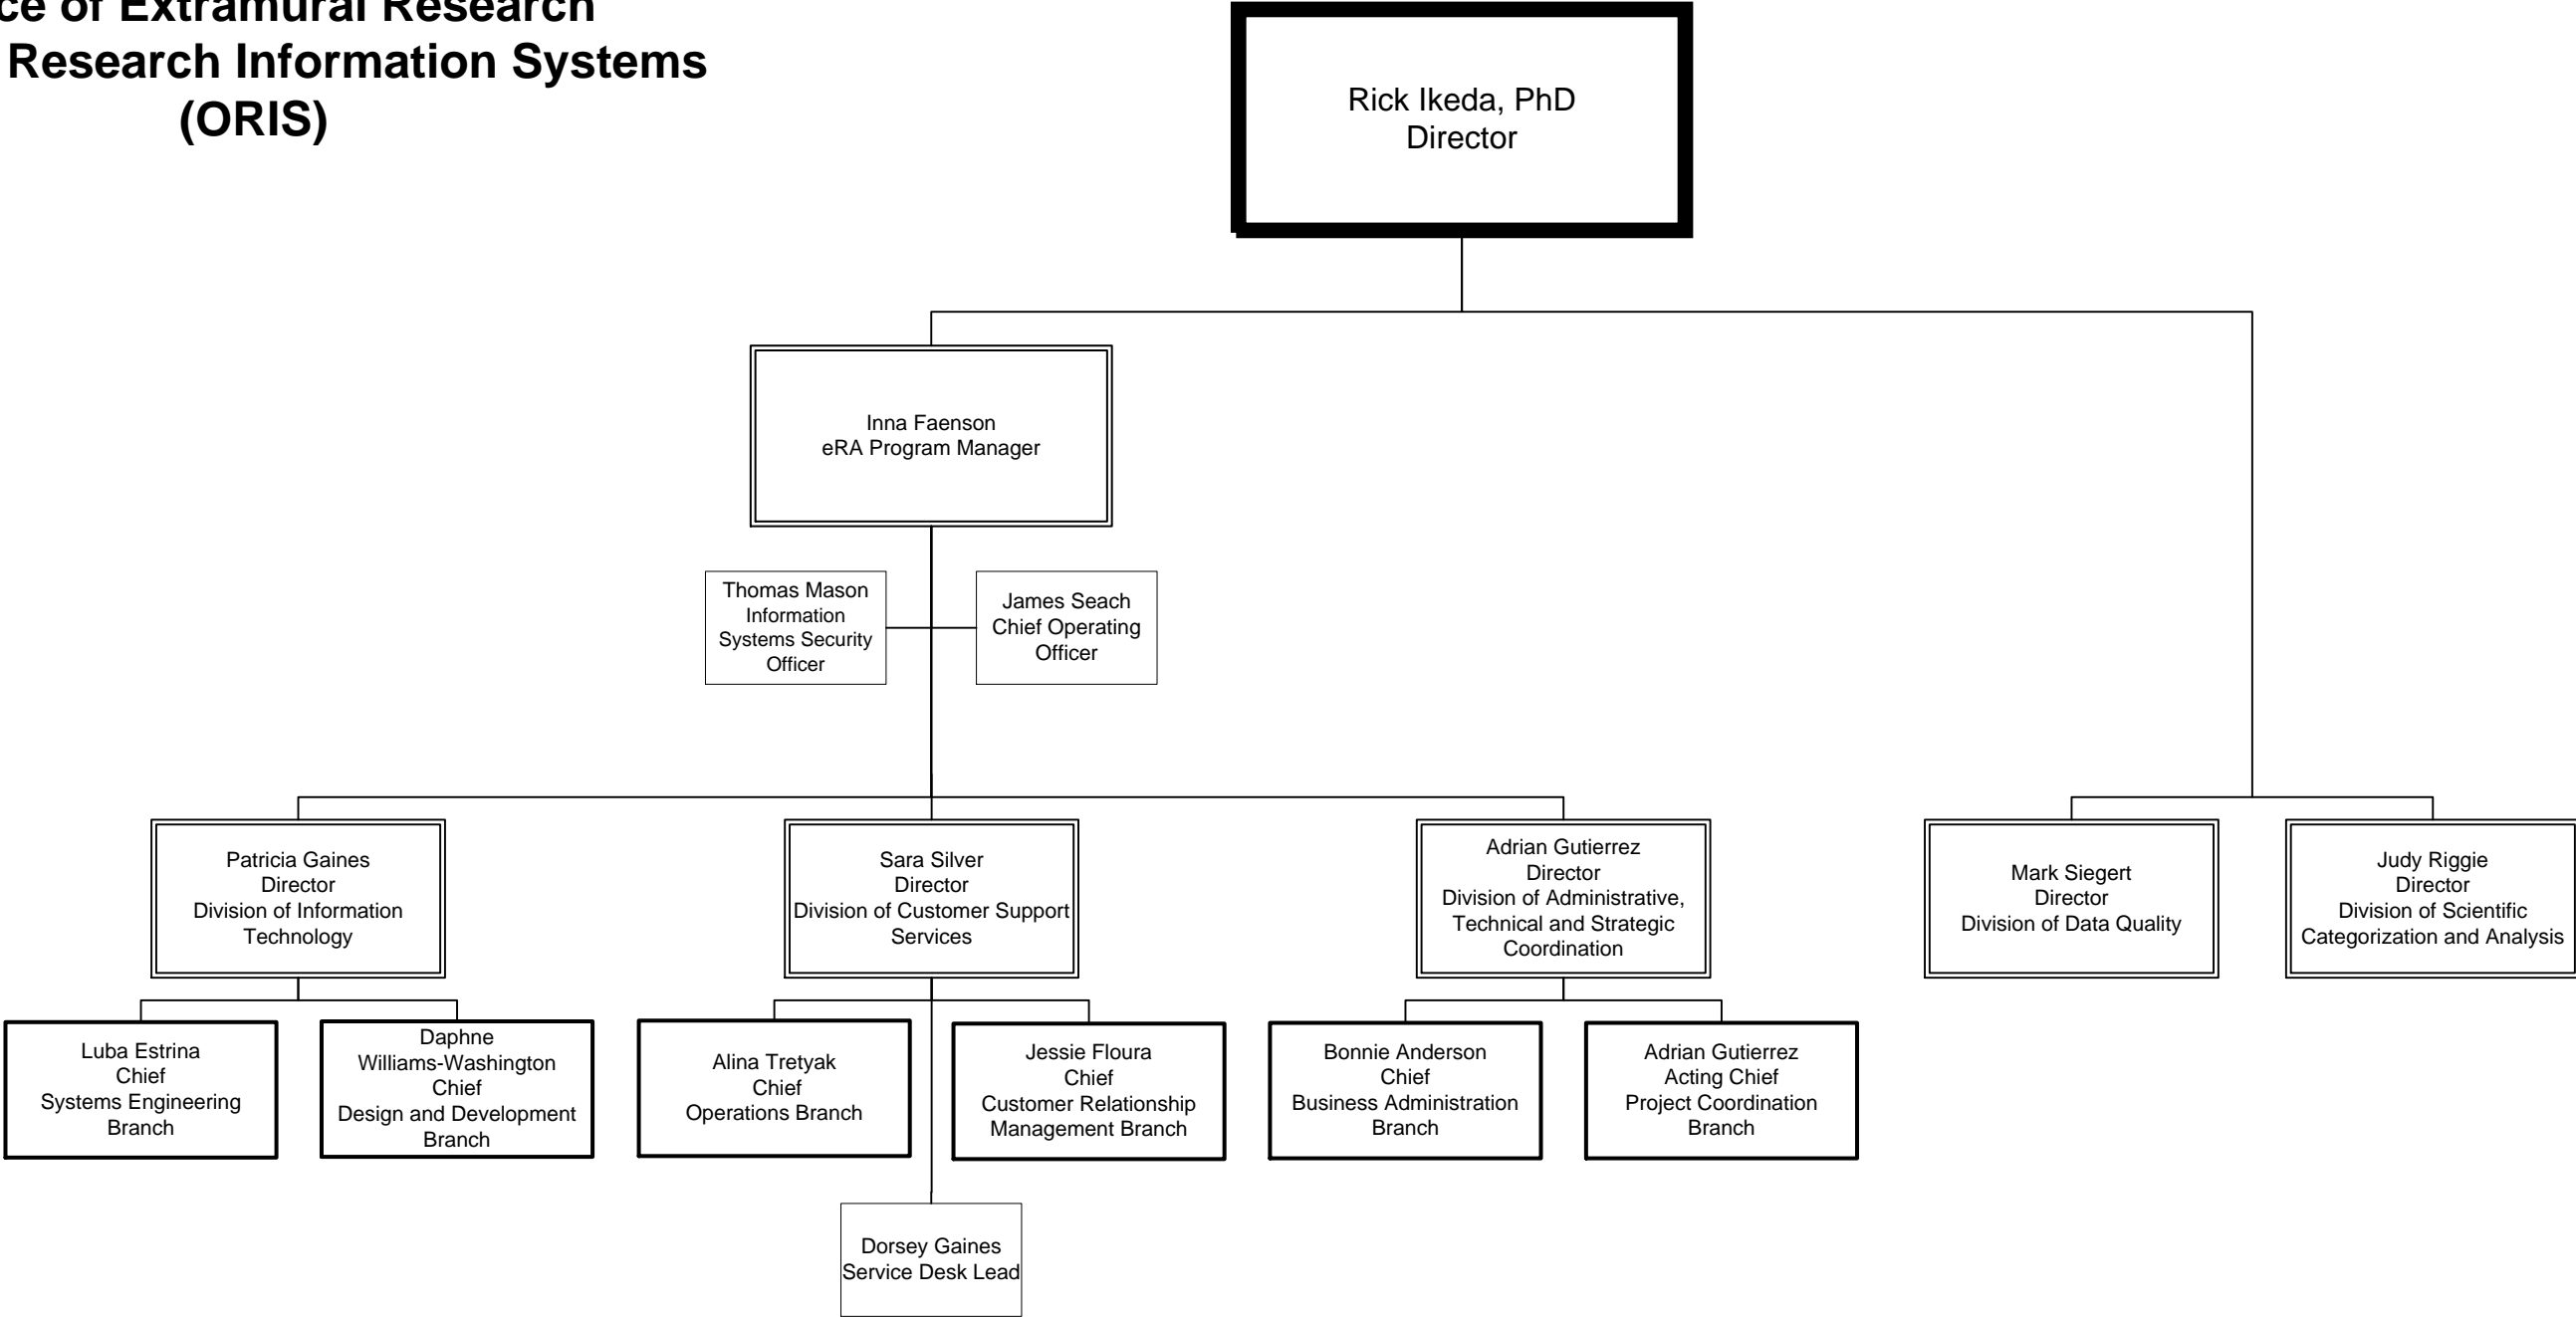 ce of Extramural Research
Research Information Systems
(ORIS)
Rick Ikeda, PhD
Director
Inna Faenson
eRA Program Manager
Thomas Mason
Information
Systems Security
Officer
James Seach
Chief Operating
Officer
Patricia Gaines
Director
Division of Information
Technology
Sara Silver
Director
Division of Customer Support
Services
Adrian Gutierrez
Director
Division of Administrative,
Technical and Strategic
Coordination
Mark Siegert
Director
Division of Data Quality
Judy Riggie
Director
Division of Scientific
Categorization and Analysis
Luba Estrina
Chief
Systems Engineering
Branch
Daphne
Williams-Washington
Chief
Design and Development
Branch
Alina Tretyak
Chief
Operations Branch
Jessie Floura
Chief
Customer Relationship
Management Branch
Bonnie Anderson
Chief
Business Administration
Branch
Adrian Gutierrez
Acting Chief
Project Coordination
Branch
Dorsey Gaines
Service Desk Lead